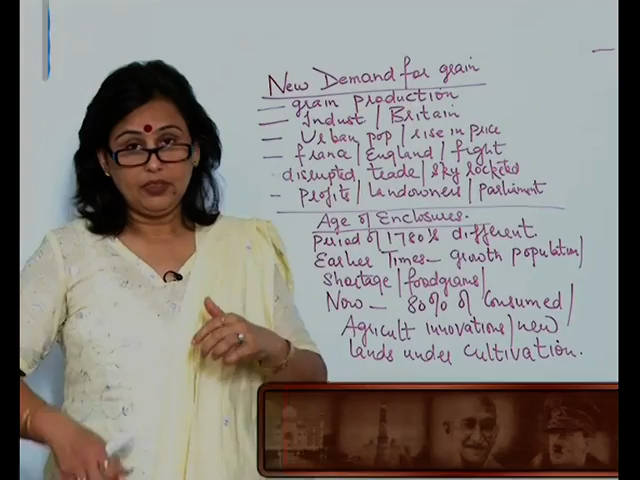 New Demand for grain
— grain production
— Indust / Britain
— Urban pop / rise in price
— frana / England / fight
disrupted trade / sky rocketed
— Profits / landowners / parliment
Age of Enclosures.
Period of 1780's different
Earlier Times — growth population /
Shortage / foodgrains /
Now — 80% of Consumed /
Agricult innovations / new
lands under cultivation.